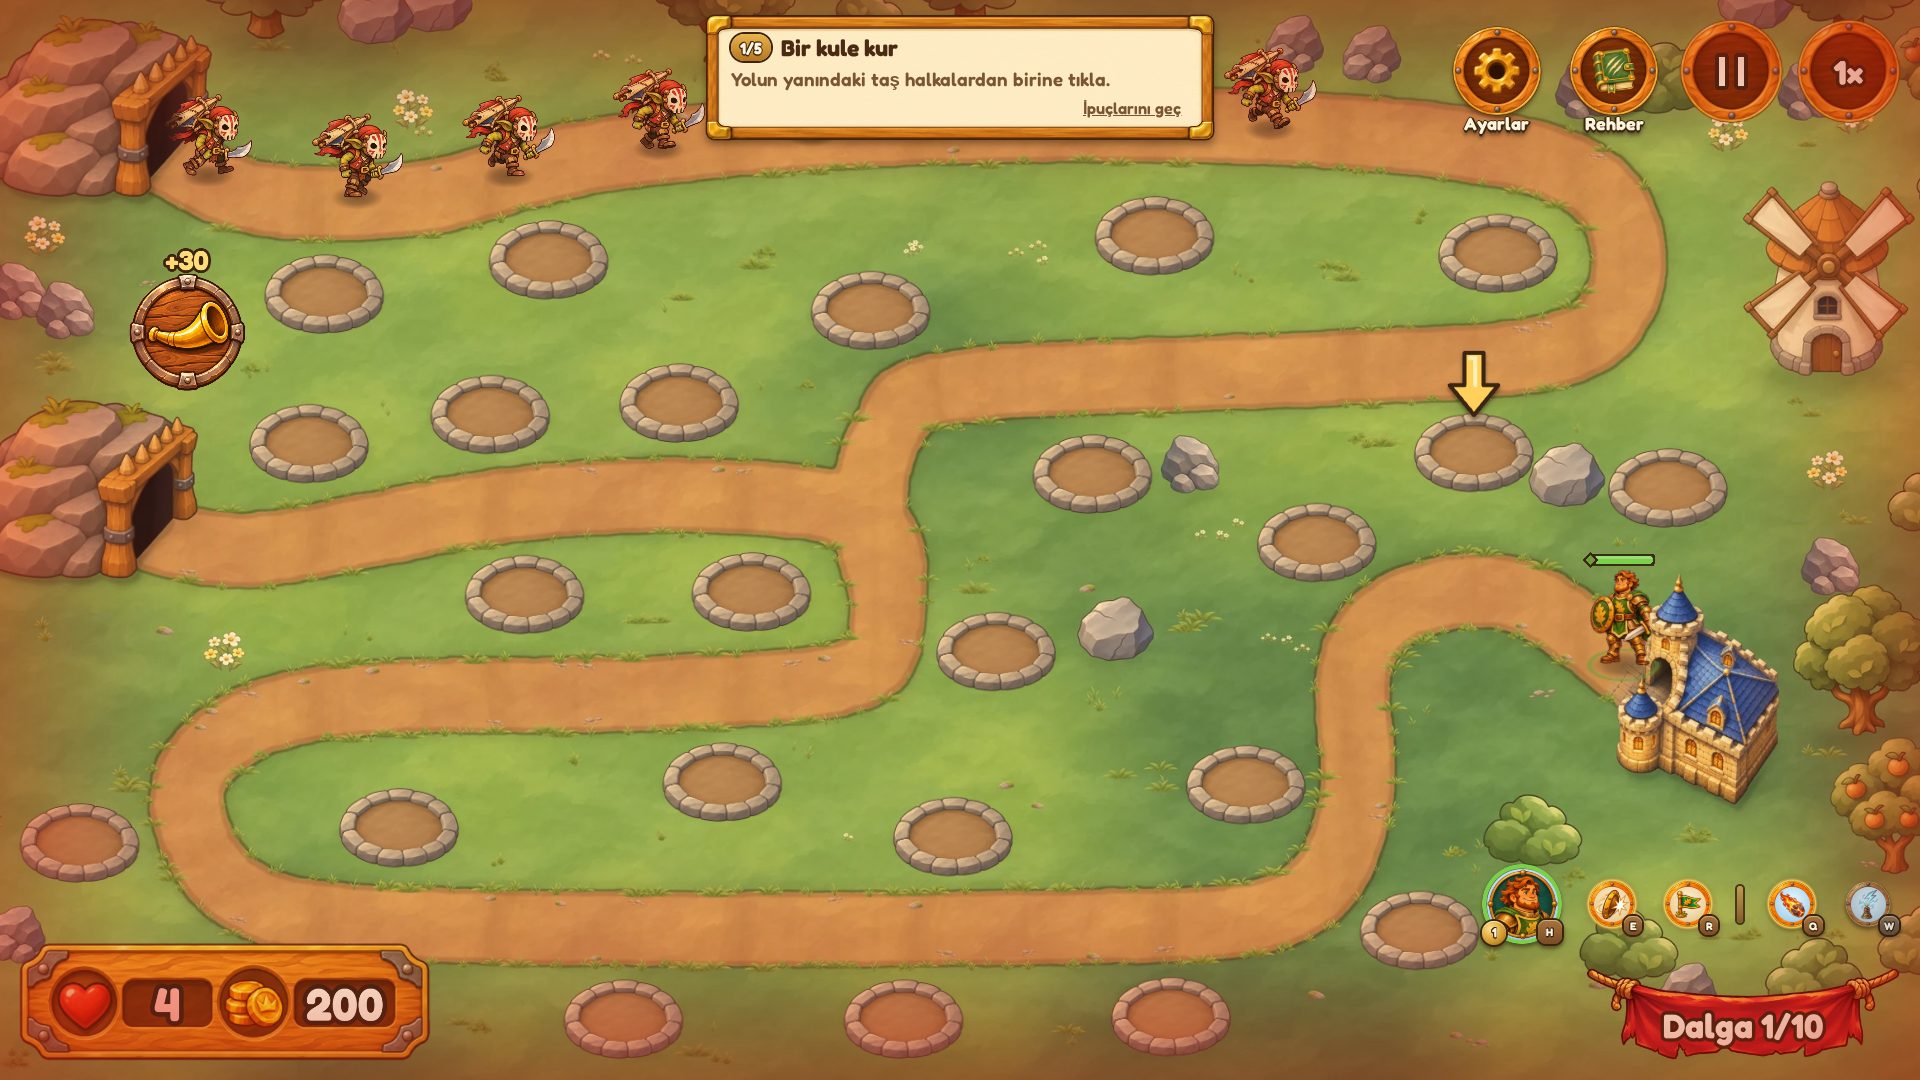 1/5 Bir kule kur
Yolun yanındaki taş halkalardan birine tıkla.
İpuçlarını geç
Ayarlar
Rehber
1x
+30
1
H
E
R
Q
W
4
200
Dalga 1/10